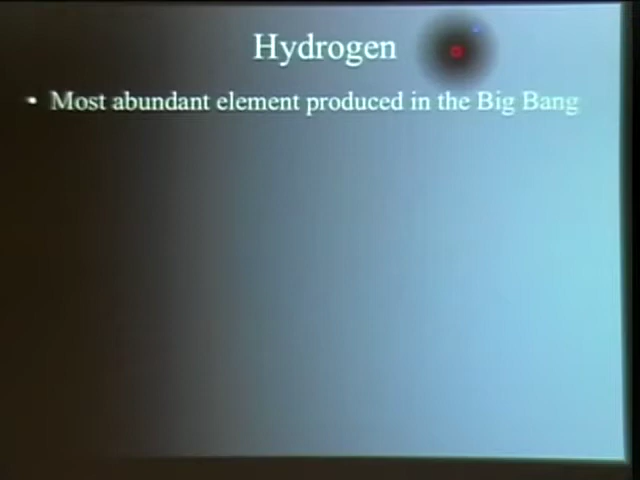 Hydrogen
• Most abundant element produced in the Big Bang